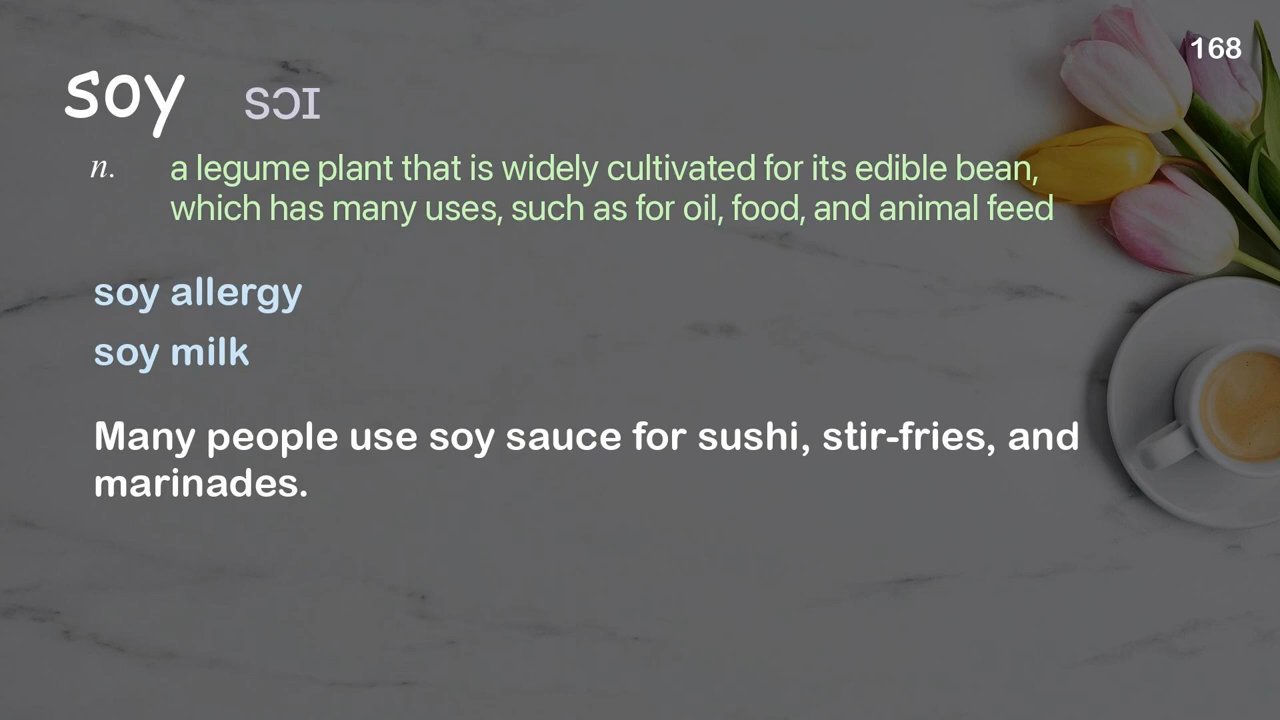 168
soy sɔɪ
n. a legume plant that is widely cultivated for its edible bean,
which has many uses, such as for oil, food, and animal feed
soy allergy
soy milk
Many people use soy sauce for sushi, stir-fries, and
marinades.